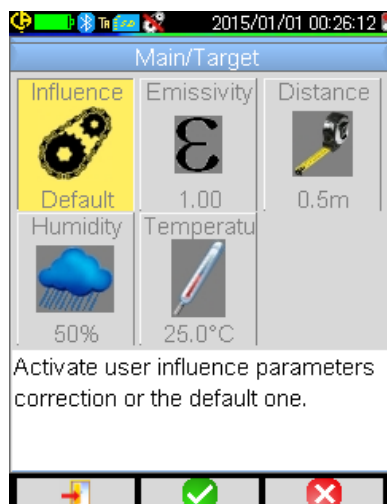 2015/01/01 00:26:12
Main/Target
Influence Emissivity Distance
ε
Default 1.00 0.5m
Humidity Temperatu
50% 25.0°C
Activate user influence parameters
correction or the default one.